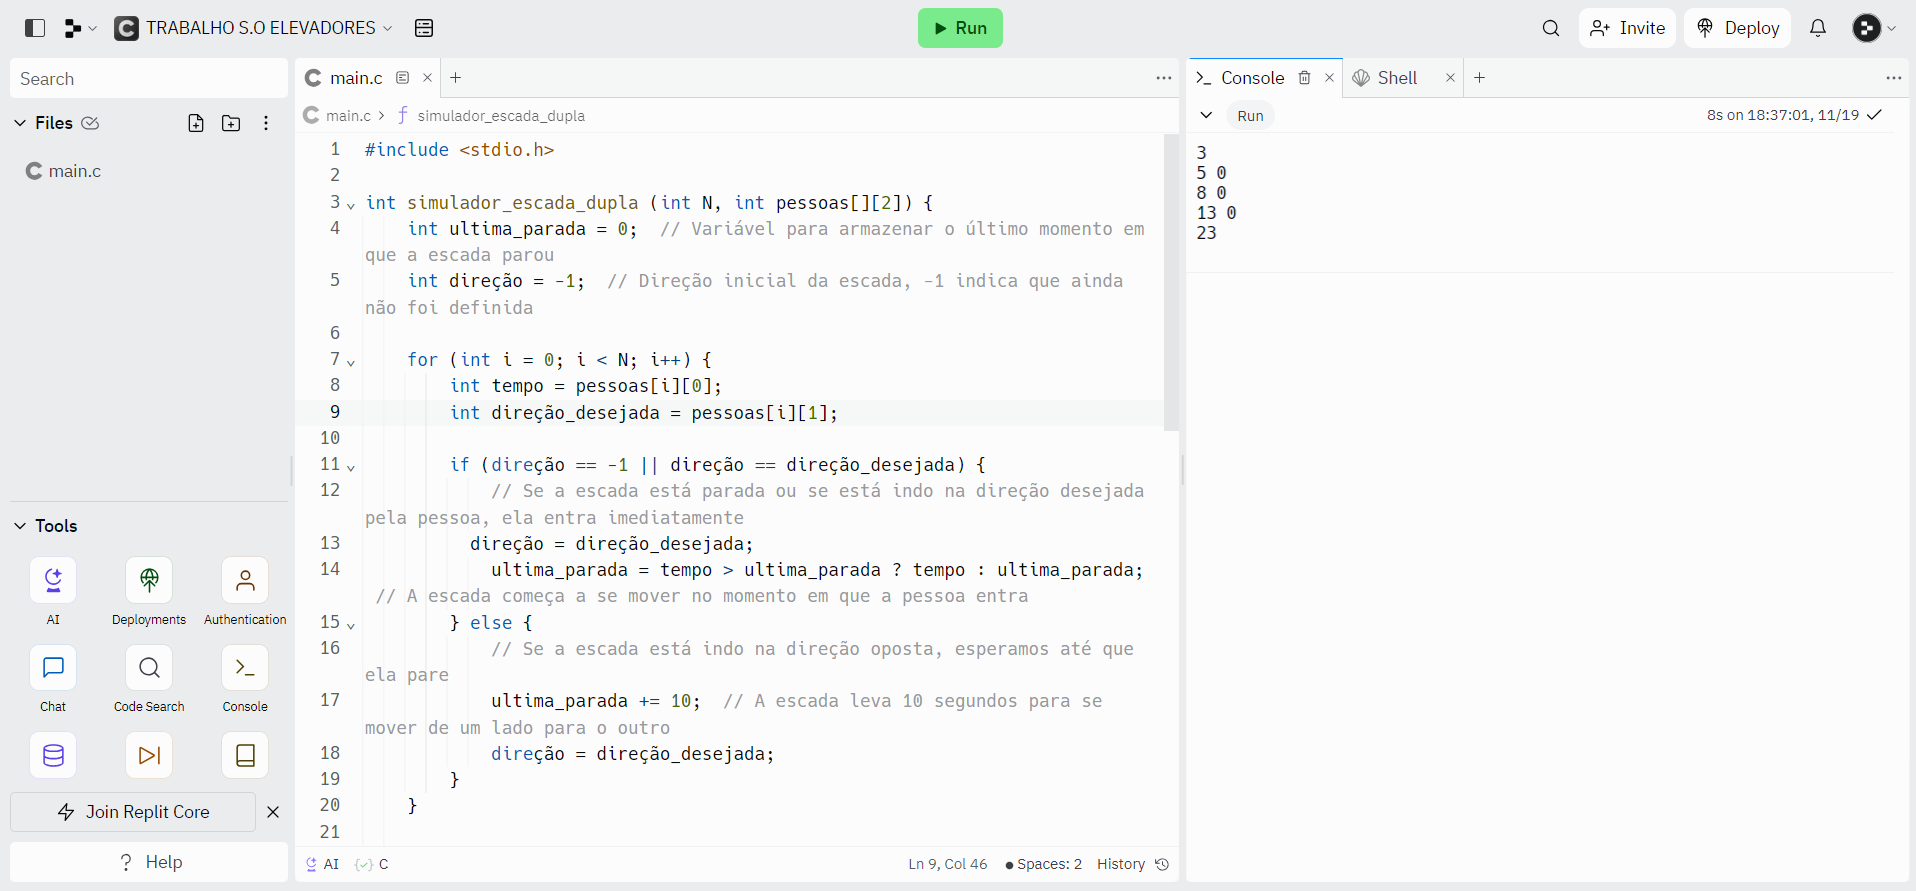 TRABALHO S.O ELEVADORES
Run
Invite
Deploy
Search
Files
main.c
Tools
AI
Deployments
Authentication
Chat
Code Search
Console
Join Replit Core
Help
main.c
main.c > simulador_escada_dupla
1 #include <stdio.h>
2
3 int simulador_escada_dupla (int N, int pessoas[][2]) {
4 int ultima_parada = 0;  // Variável para armazenar o último momento em
que a escada parou
5 int direção = -1;  // Direção inicial da escada, -1 indica que ainda
não foi definida
6
7 for (int i = 0; i < N; i++) {
8 int tempo = pessoas[i][0];
9 int direção_desejada = pessoas[i][1];
10
11 if (direção == -1 || direção == direção_desejada) {
12 // Se a escada está parada ou se está indo na direção desejada
pela pessoa, ela entra imediatamente
13 direção = direção_desejada;
14 ultima_parada = tempo > ultima_parada ? tempo : ultima_parada;
// A escada começa a se mover no momento em que a pessoa entra
15 } else {
16 // Se a escada está indo na direção oposta, esperamos até que
ela pare
17 ultima_parada += 10;  // A escada leva 10 segundos para se
mover de um lado para o outro
18 direção = direção_desejada;
19 }
20 }
21
AI
C
Ln 9, Col 46
Spaces: 2
History
Console
Shell
Run
8s on 18:37:01, 11/19
3
5 0
8 0
13 0
23